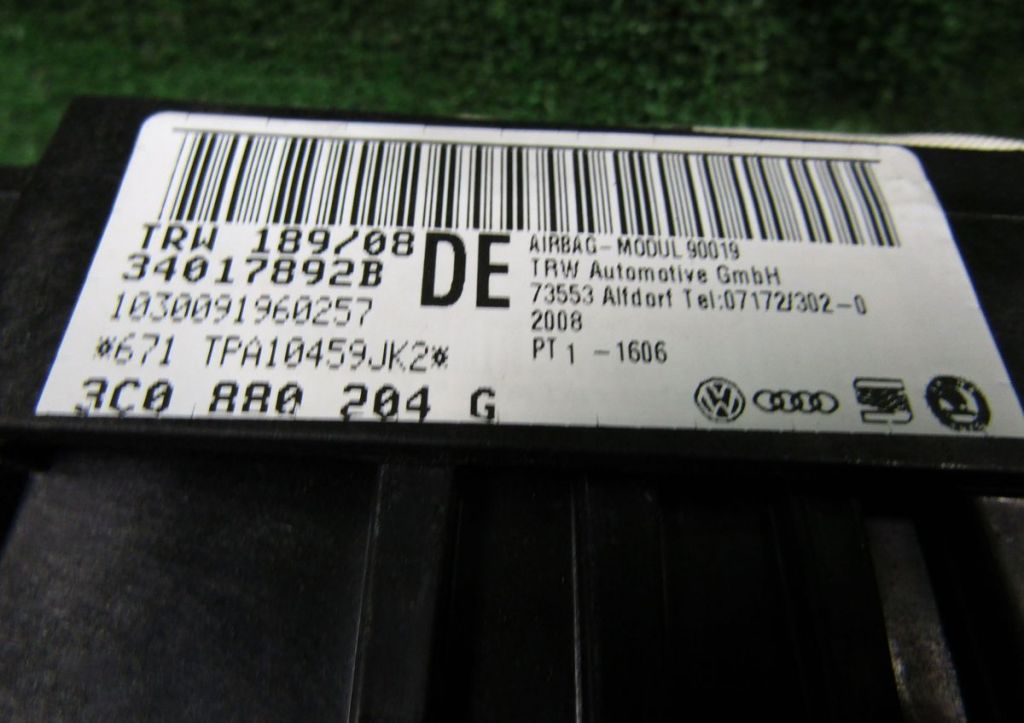 TRW 189/08
34017892B
1030091960257
*671 TPA10459JK2*
3C0 880 204 G
DE
AIRBAG-MODUL 90019
TRW Automotive GmbH
73553 Alfdorf Tel:07172/302-0
2008
PT 1 -1606